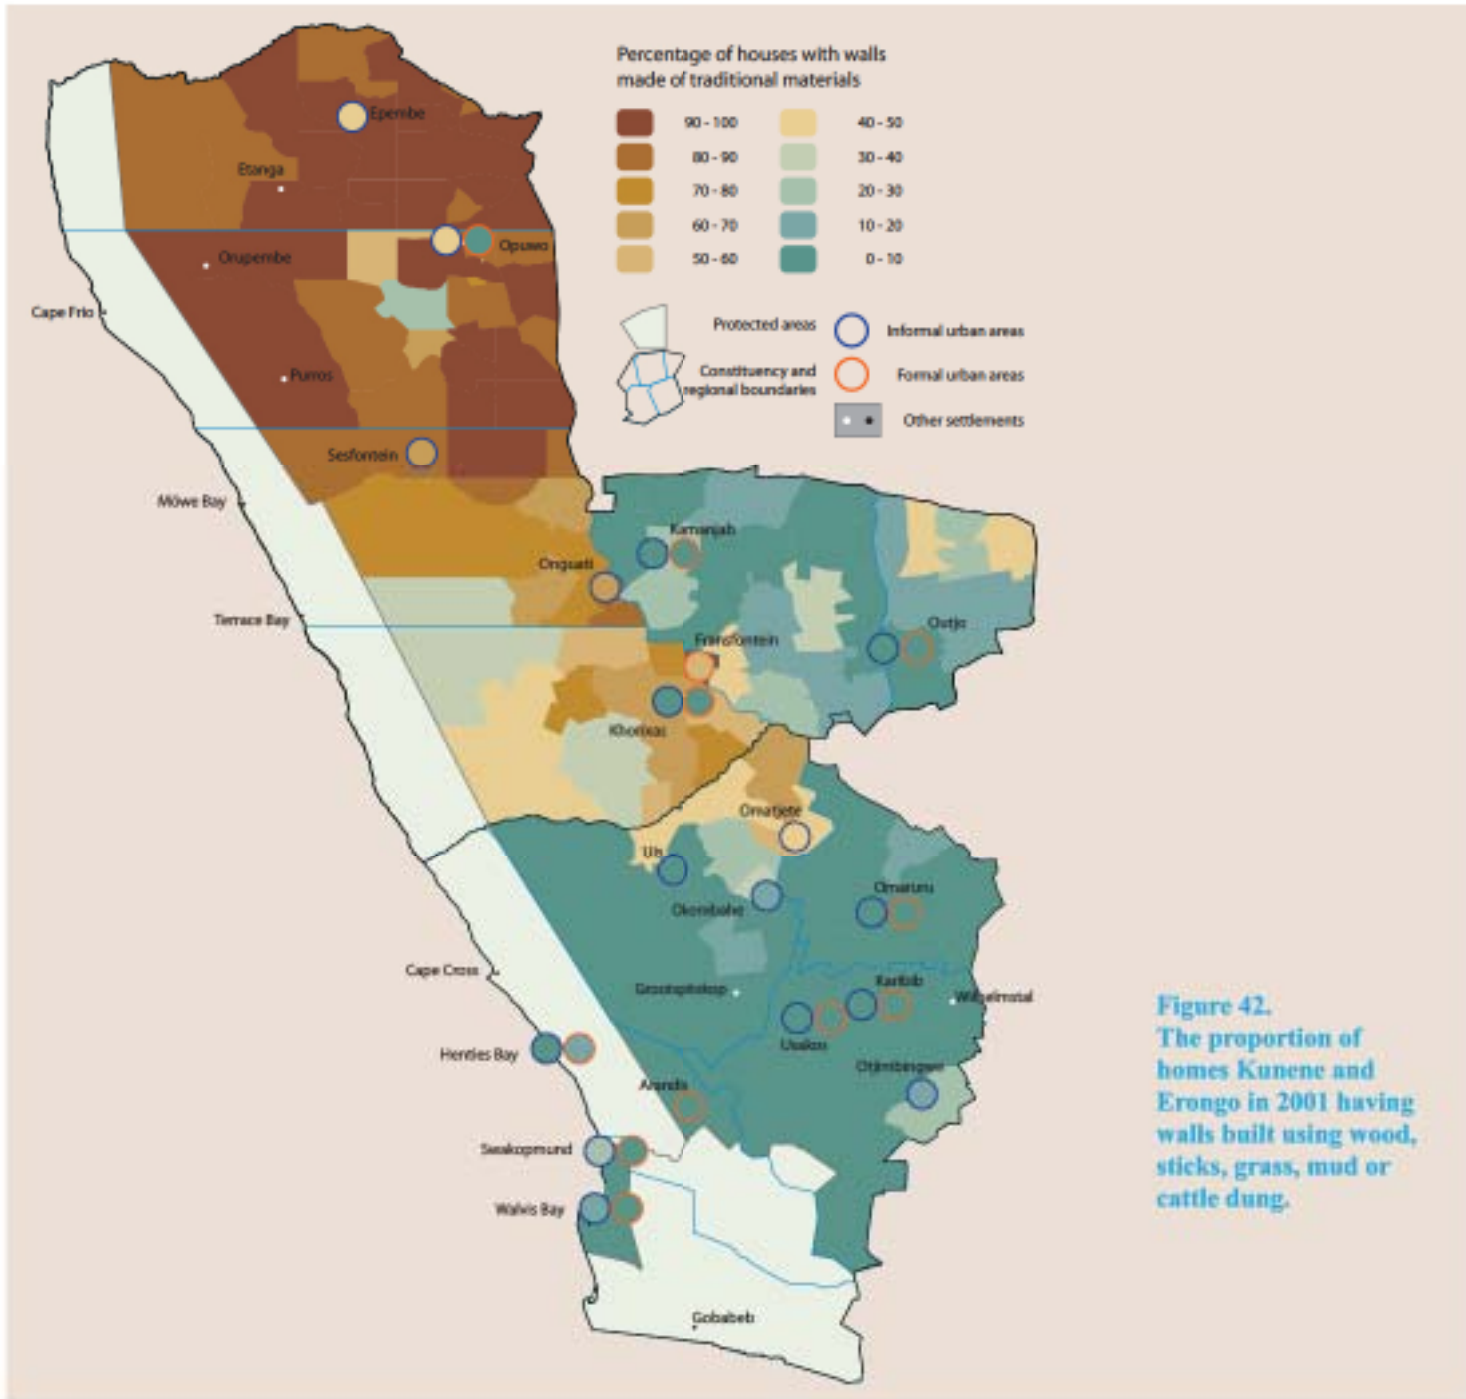 Percentage of houses with walls
made of traditional materials
90 - 100
40 - 50
80 - 90
30 - 40
70 - 80
20 - 30
60 - 70
10 - 20
50 - 60
0 - 10
Protected areas
Informal urban areas
Constituency and
regional boundaries
Formal urban areas
Other settlements
Epembe
Etanga
Opuwo
Orupembe
Cape Frio
Purros
Sesfontein
Möwe Bay
Kamanjab
Onguati
Terrace Bay
Outjo
Fransfontein
Khorixas
Omatjete
Uis
Omaruru
Okombahe
Cape Cross
Karibib
Grootspitskop
Wilhelmstal
Usakos
Henties Bay
Otjimbingwe
Arandis
Swakopmund
Walvis Bay
Gobabeb
Figure 42.
The proportion of
homes Kunene and
Erongo in 2001 having
walls built using wood,
sticks, grass, mud or
cattle dung.